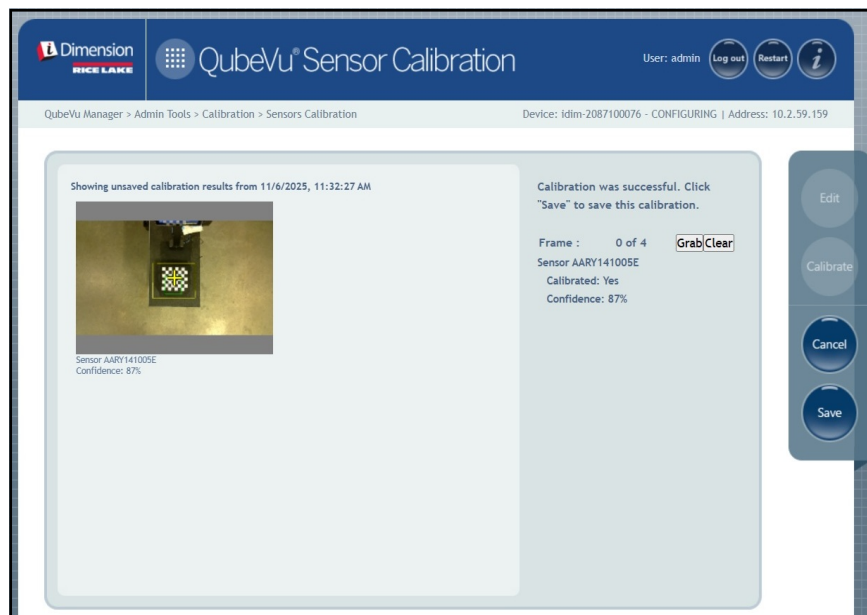 Dimension
RICE LAKE
QubeVu® Sensor Calibration
User: admin
Log out
Restart
i
QubeVu Manager > Admin Tools > Calibration > Sensors Calibration
Device: idim-2087100076 - CONFIGURING | Address: 10.2.59.159
Showing unsaved calibration results from 11/6/2025, 11:32:27 AM
Sensor AARY141005E
Confidence: 87%
Calibration was successful. Click
"Save" to save this calibration.
Frame : 0 of 4 Grab Clear
Sensor AARY141005E
Calibrated: Yes
Confidence: 87%
Edit
Calibrate
Cancel
Save